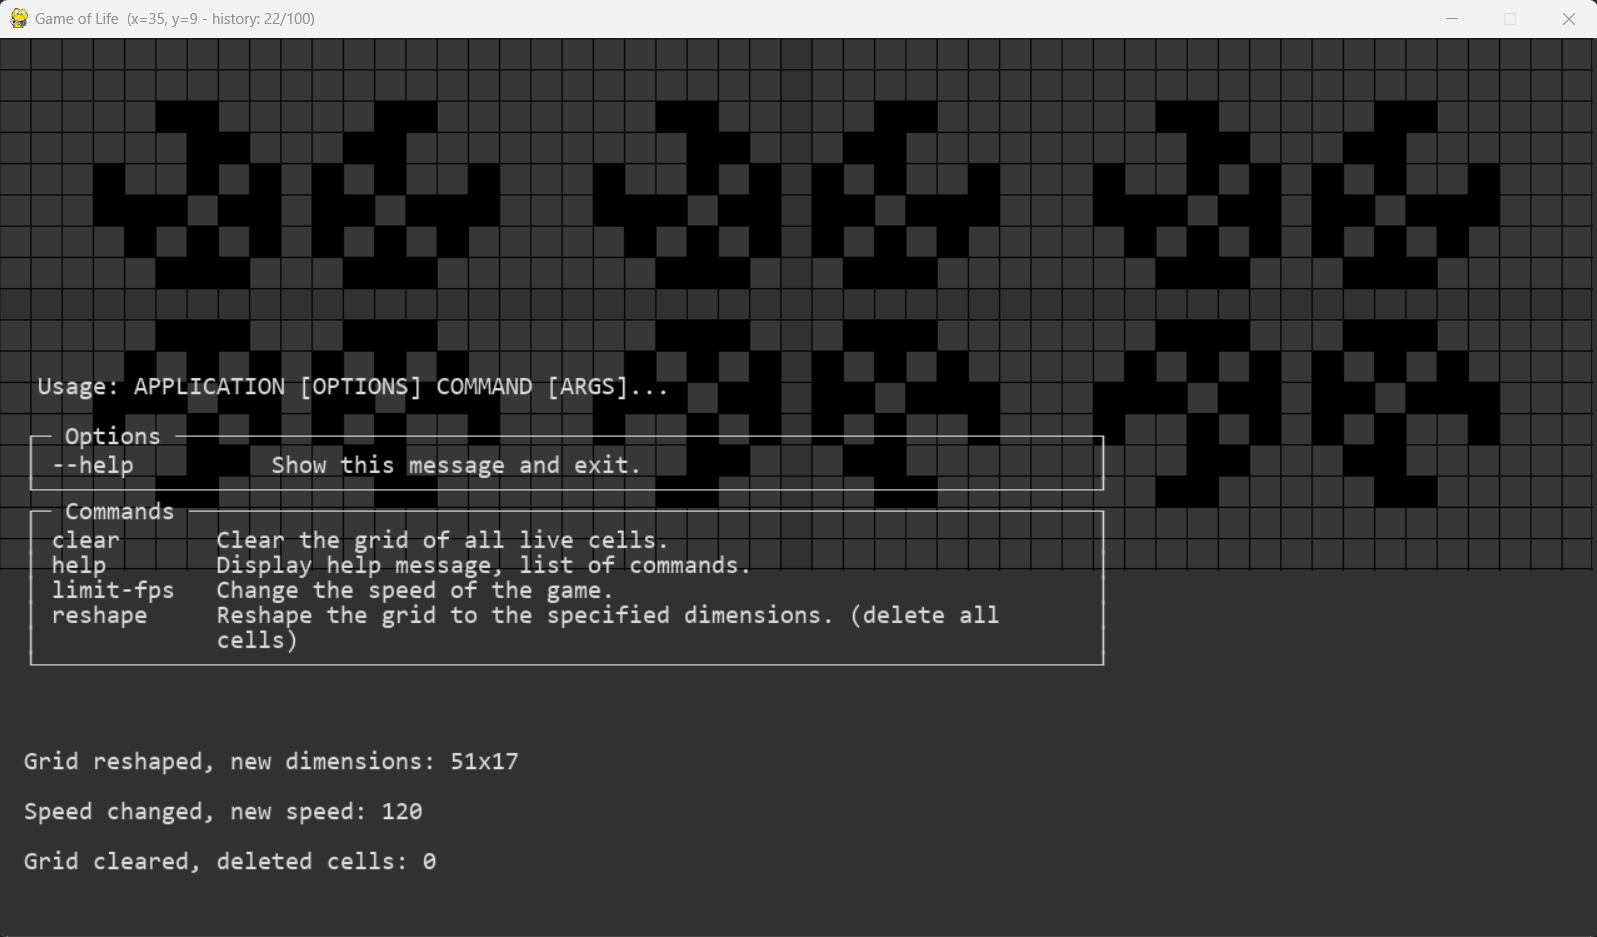 Game of Life (x=35, y=9 - history: 22/100)
Usage: APPLICATION [OPTIONS] COMMAND [ARGS]...
Options
--help Show this message and exit.
Commands
clear Clear the grid of all live cells.
help Display help message, list of commands.
limit-fps Change the speed of the game.
reshape Reshape the grid to the specified dimensions. (delete all
cells)
Grid reshaped, new dimensions: 51x17
Speed changed, new speed: 120
Grid cleared, deleted cells: 0